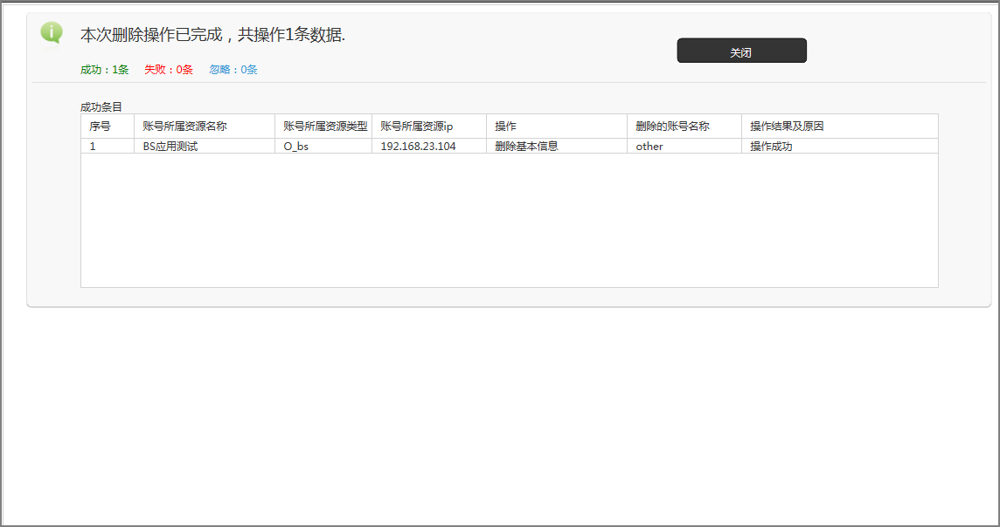 本次删除操作已完成，共操作1条数据.
关闭
成功：1条 失败：0条 忽略：0条
成功条目
序号 账号所属资源名称 账号所属资源类型 账号所属资源ip 操作 删除的账号名称 操作结果及原因
1 BS应用测试 O_bs 192.168.23.104 删除基本信息 other 操作成功